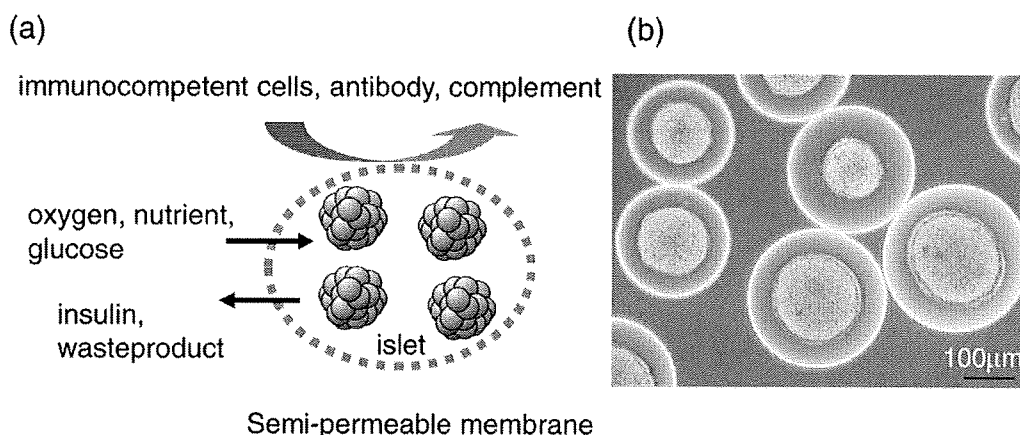 (a)
immunocompetent cells, antibody, complement
oxygen, nutrient,
glucose
insulin,
wasteproduct
islet
Semi-permeable membrane
(b)
100μm